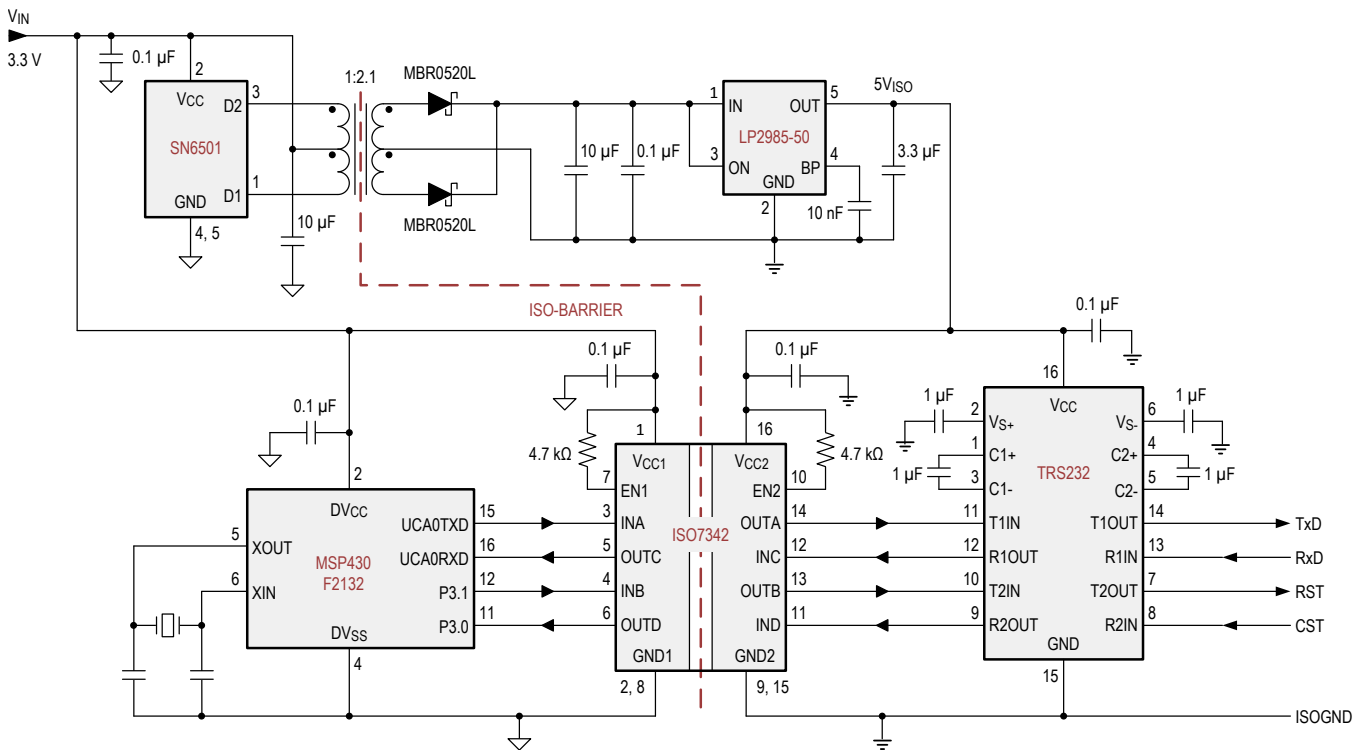 VIN
3.3 V
0.1 µF
2
VCC
D2
3
SN6501
D1
1
GND
4, 5
10 µF
1:2.1
MBR0520L
MBR0520L
10 µF
0.1 µF
1
IN
OUT
5
LP2985-50
3
ON
BP
4
GND
2
10 nF
5VISO
3.3 µF
ISO-BARRIER
0.1 µF
0.1 µF
0.1 µF
0.1 µF
4.7 kΩ
4.7 kΩ
2
DVCC
5
XOUT
6
XIN
MSP430
F2132
UCA0TXD
15
UCA0RXD
16
P3.1
12
P3.0
11
DVSS
4
1
VCC1
7
EN1
3
INA
5
OUTC
4
INB
6
OUTD
GND1
2, 8
ISO7342
16
VCC2
EN2
10
OUTA
14
INC
12
OUTB
13
IND
11
GND2
9, 15
16
VCC
1 µF
2
VS+
1
C1+
1 µF
3
C1-
TRS232
VS-
6
1 µF
C2+
4
C2-
5
1 µF
11
T1IN
T1OUT
14
TxD
12
R1OUT
R1IN
13
RxD
10
T2IN
T2OUT
7
RST
9
R2OUT
R2IN
8
CST
GND
15
ISOGND